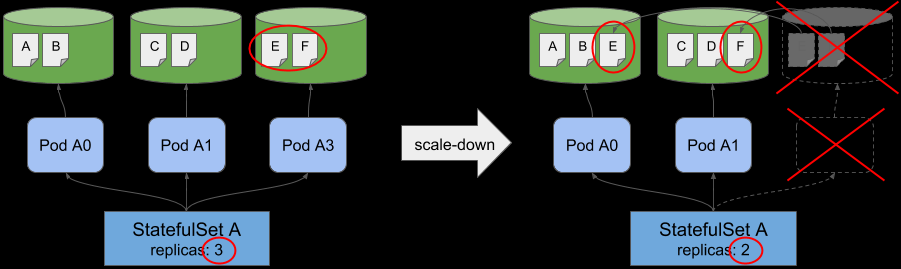 A B
C D
E F
Pod A0
Pod A1
Pod A3
StatefulSet A
replicas: 3
scale-down
A B E
C D F
Pod A0
Pod A1
StatefulSet A
replicas: 2